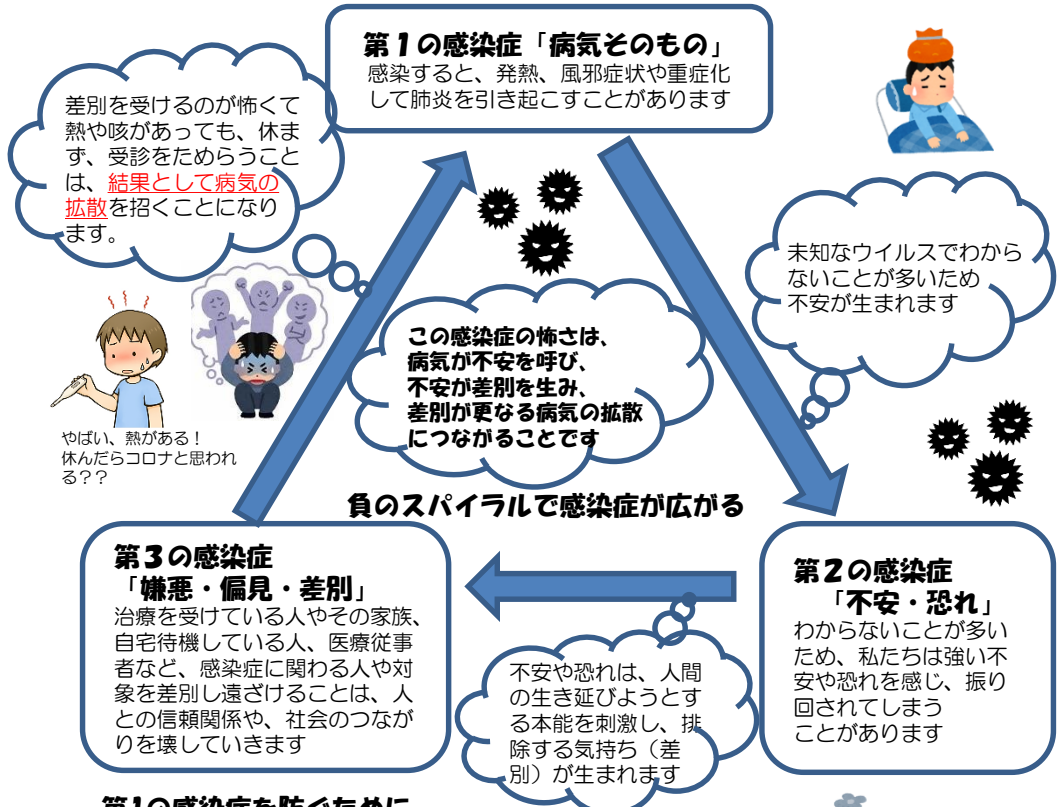 第１の感染症「病気そのもの」
感染すると、発熱、風邪症状や重症化
して肺炎を引き起こすことがあります
差別を受けるのが怖くて
熱や咳があっても、休ま
ず、受診をためらうこと
は、結果として病気の
拡散を招くことになり
ます。
未知なウイルスでわから
ないことが多いため
不安が生まれます
この感染症の怖さは、
病気が不安を呼び、
不安が差別を生み、
差別が更なる病気の拡散
につながることです
やばい、熱がある！
休んだらコロナと思われ
る？？
負のスパイラルで感染症が広がる
第３の感染症
「嫌悪・偏見・差別」
治療を受けている人やその家族、
自宅待機している人、医療従事
者など、感染症に関わる人や対
象を差別し遠ざけることは、人
との信頼関係や、社会のつなが
りを壊していきます
不安や恐れは、人間
の生き延びようとす
る本能を刺激し、排
除する気持ち（差
別）が生まれます
第２の感染症
「不安・恐れ」
わからないことが多い
ため、私たちは強い不
安や恐れを感じ、振り
回されてしまう
ことがあります
第1の感染症を防ぐために